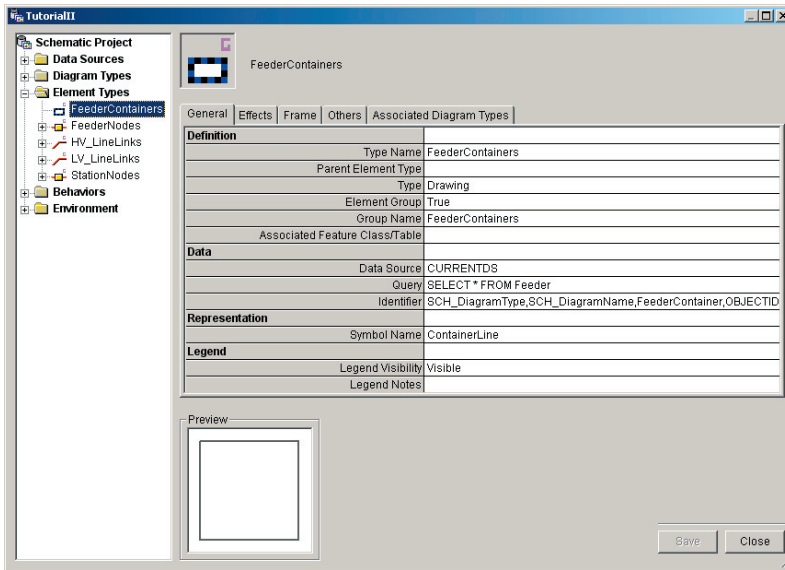 TutorialII
Schematic Project
Data Sources
Diagram Types
Element Types
FeederContainers
FeederNodes
HV_LineLinks
LV_LineLinks
StationNodes
Behaviors
Environment
FeederContainers
General Effects Frame Others Associated Diagram Types
Definition
Type Name FeederContainers
Parent Element Type
Type Drawing
Element Group True
Group Name FeederContainers
Associated Feature Class/Table
Data
Data Source CURRENTDS
Query SELECT * FROM Feeder
Identifier SCH_DiagramType,SCH_DiagramName,FeederContainer,OBJECTID
Representation
Symbol Name ContainerLine
Legend
Legend Visibility Visible
Legend Notes
Preview
Save Close